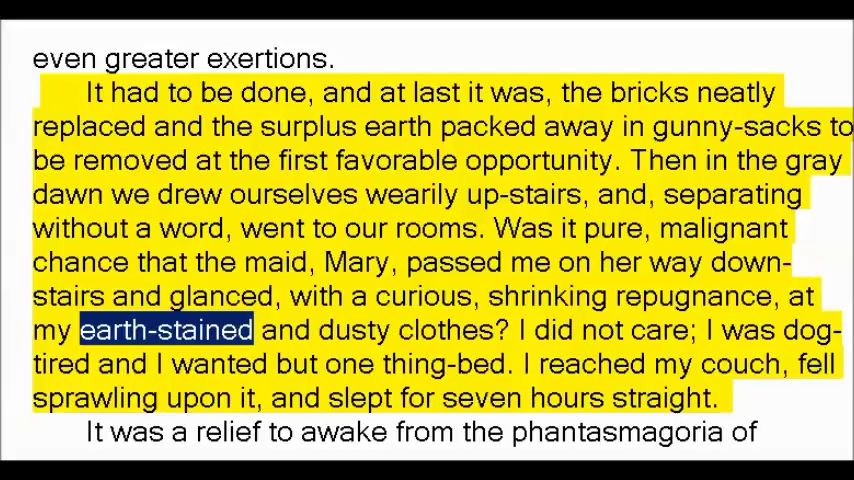 even greater exertions.
It had to be done, and at last it was, the bricks neatly
replaced and the surplus earth packed away in gunny-sacks to
be removed at the first favorable opportunity. Then in the gray
dawn we drew ourselves wearily up-stairs, and, separating
without a word, went to our rooms. Was it pure, malignant
chance that the maid, Mary, passed me on her way down-
stairs and glanced, with a curious, shrinking repugnance, at
my earth-stained and dusty clothes? I did not care; I was dog-
tired and I wanted but one thing-bed. I reached my couch, fell
sprawling upon it, and slept for seven hours straight.
It was a relief to awake from the phantasmagoria of